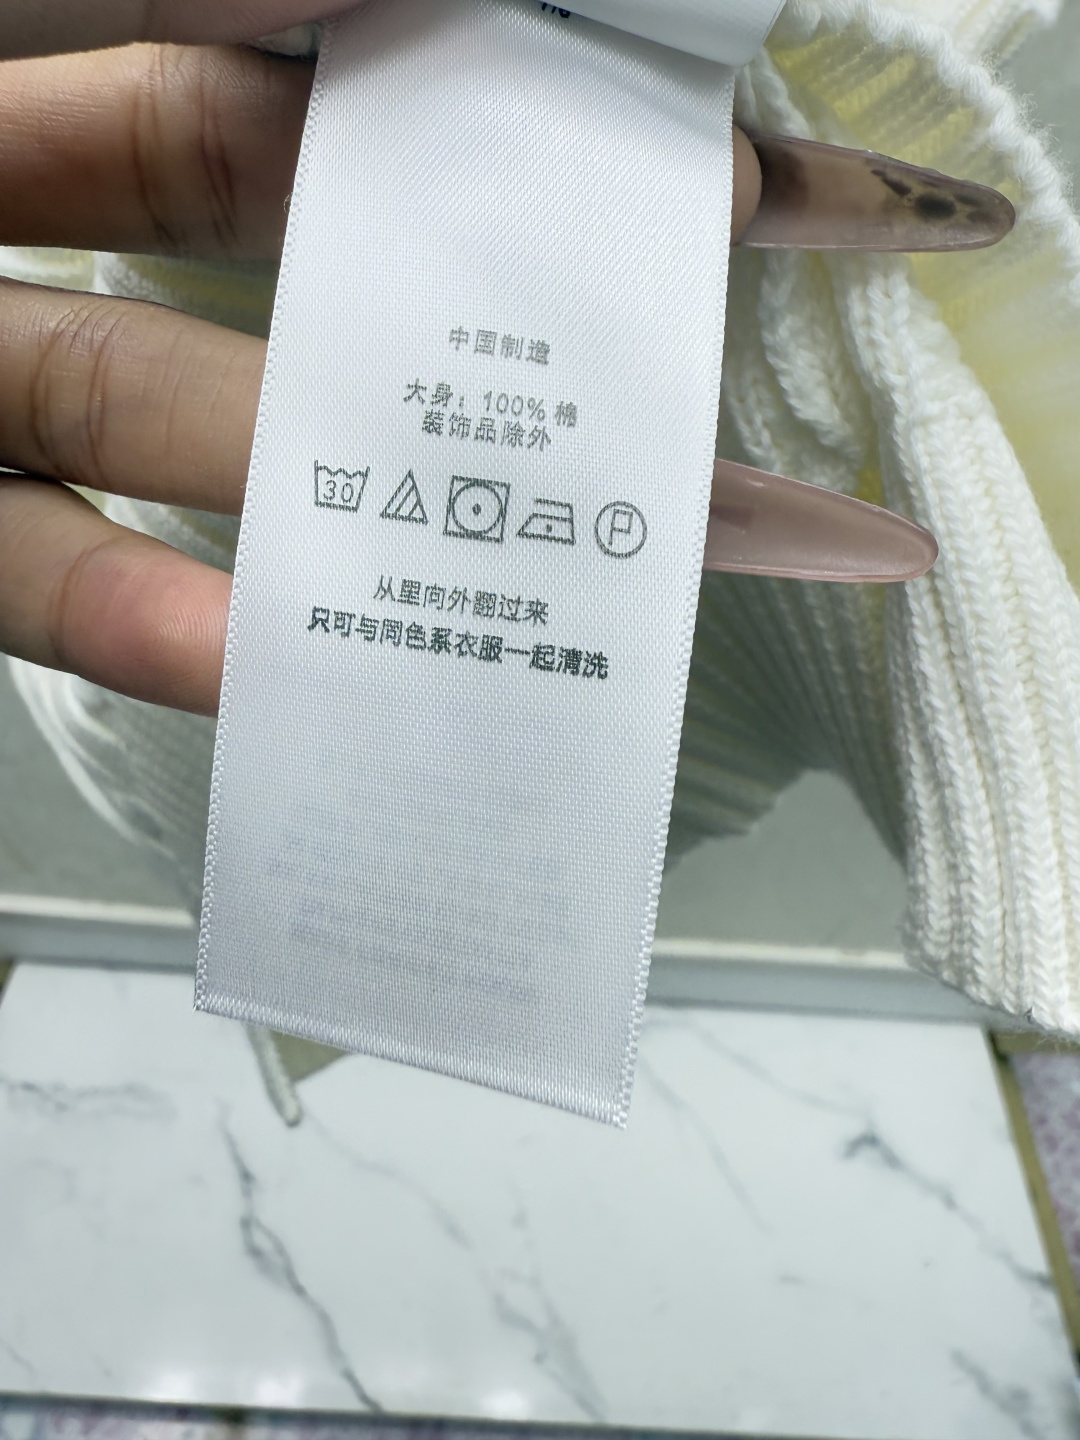 中国制造
大身：100% 棉
装饰品除外
30 P
从里向外翻过来
只可与同色系衣服一起清洗